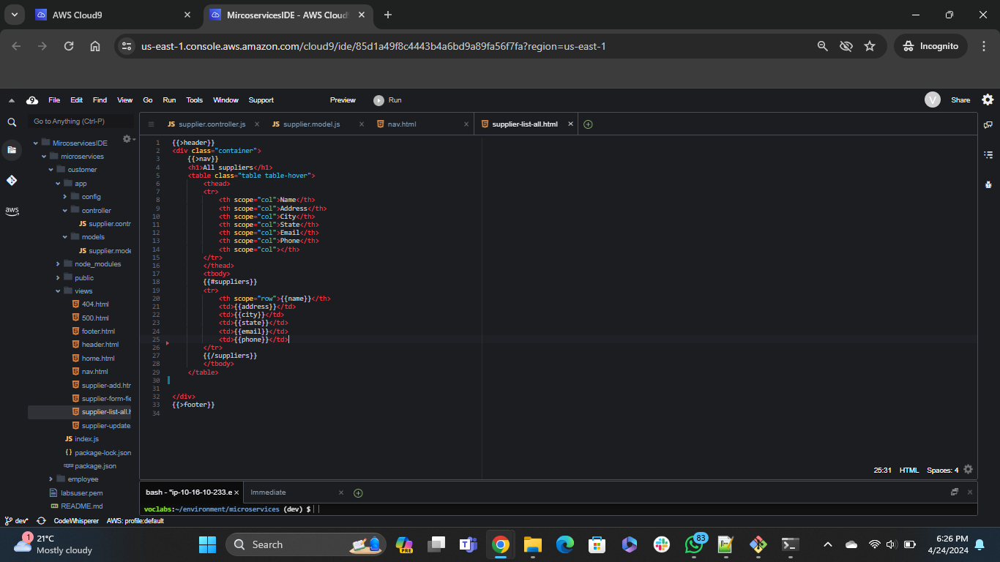 AWS Cloud9
MircoservicesIDE - AWS Cloud9
us-east-1.console.aws.amazon.com/cloud9/ide/85d1a49f8c4443b4a6bd9a89fa56f7fa?region=us-east-1
Incognito
File Edit Find View Go Run Tools Window Support Preview Run
V Share
Go to Anything (Ctrl-P)
MircoservicesIDE
microservices
customer
app
config
controller
JS supplier.contr
models
JS supplier.mode
node_modules
public
views
404.html
500.html
footer.html
header.html
home.html
nav.html
supplier-add.htr
supplier-form-fie
supplier-list-all.h
supplier-update
JS index.js
package-lock.json
package.json
employee
labsuser.pem
README.md
aws
JS supplier.controller.js
JS supplier.model.js
nav.html
supplier-list-all.html
1 {{>header}}
2 <div class="container">
3 {{>nav}}
4 <h1>All suppliers</h1>
5 <table class="table table-hover">
6 <thead>
7 <tr>
8 <th scope="col">Name</th>
9 <th scope="col">Address</th>
10 <th scope="col">City</th>
11 <th scope="col">State</th>
12 <th scope="col">Email</th>
13 <th scope="col">Phone</th>
14 <th scope="col"></th>
15 </tr>
16 </thead>
17 <tbody>
18 {{#suppliers}}
19 <tr>
20 <th scope="row">{{name}}</th>
21 <td>{{address}}</td>
22 <td>{{city}}</td>
23 <td>{{state}}</td>
24 <td>{{email}}</td>
25 <td>{{phone}}</td>
26 </tr>
27 {{/suppliers}}
28 </tbody>
29 </table>
30
31
32 </div>
33 {{>footer}}
34
25:31 HTML Spaces: 4
bash - "ip-10-16-10-233.e
Immediate
voclabs:~/environment/microservices (dev) $
dev* CodeWhisperer AWS: profile:default
1
21°C
Mostly cloudy
Search
PRE
83
6:26 PM
4/24/2024